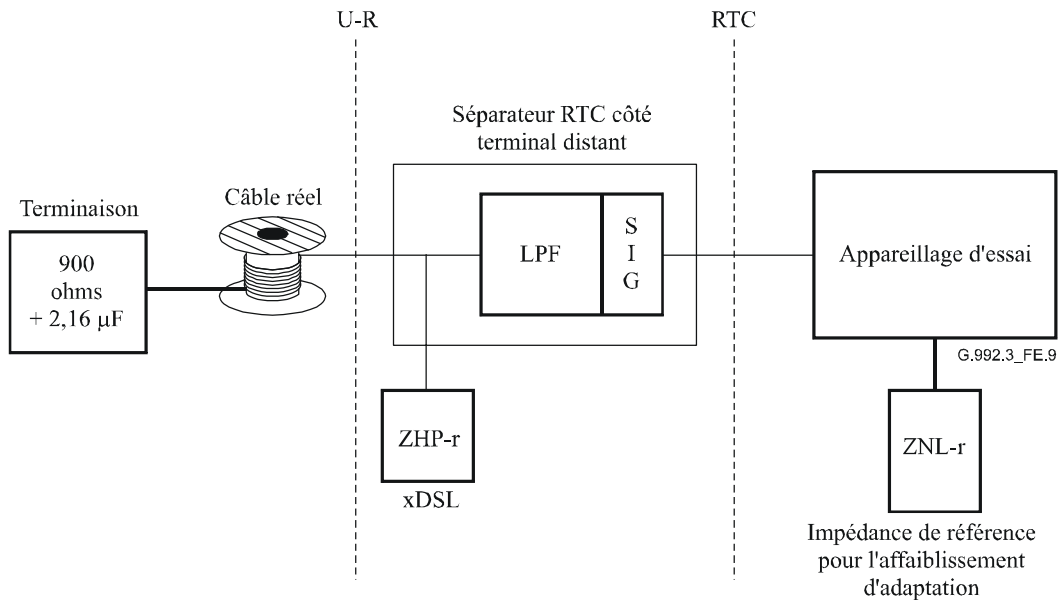 U-R
RTC
Séparateur RTC côté
terminal distant
Câble réel
Terminaison
900
ohms
+ 2,16 µF
LPF
S
I
G
Appareillage d'essai
G.992.3_FE.9
ZHP-r
xDSL
ZNL-r
Impédance de référence
pour l'affaiblissement
d'adaptation